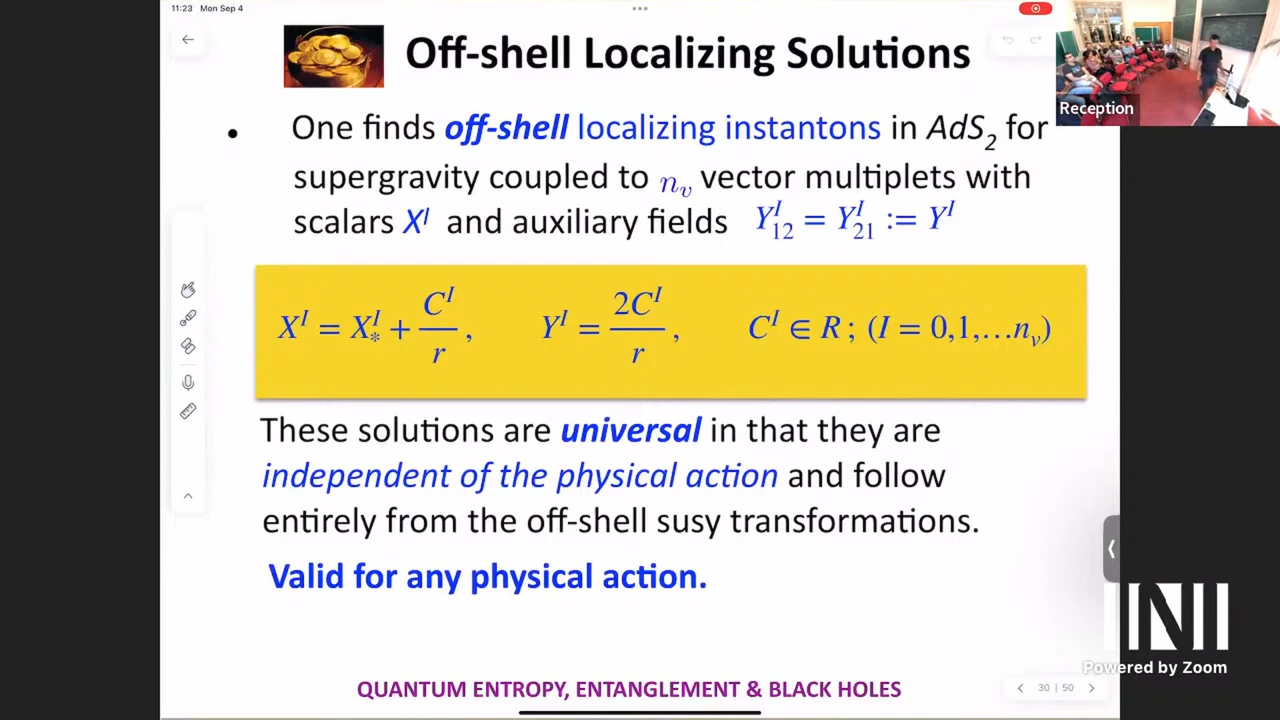 11:23 Mon Sep 4
Off-shell Localizing Solutions
Reception
• One finds off-shell localizing instantons in AdS₂ for
supergravity coupled to nᵥ vector multiplets with
scalars Xᴵ and auxiliary fields Y₁₂ᴵ = Y₂₁ᴵ := Yᴵ
Xᴵ = X∗ᴵ + Cᴵ/r , Yᴵ = 2Cᴵ/r , Cᴵ ∈ R ; (I = 0,1,…nᵥ)
These solutions are universal in that they are
independent of the physical action and follow
entirely from the off-shell susy transformations.
Valid for any physical action.
INI
Powered by Zoom
QUANTUM ENTROPY, ENTANGLEMENT & BLACK HOLES
30 | 50